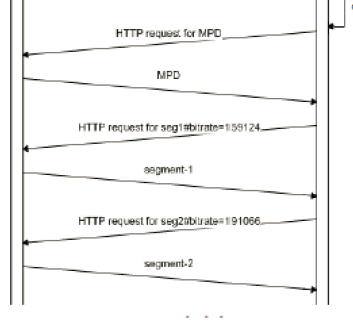 HTTP request for MPD
MPD
HTTP request for seg1#bitrate=159124
segment-1
HTTP request for seg2#bitrate=191066
segment-2